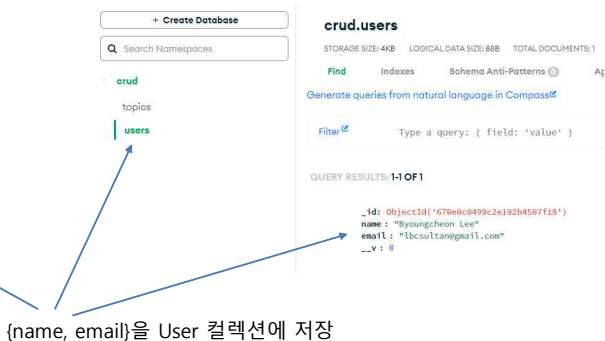 + Create Database
Search Namespaces
crud
topics
users
crud.users
STORAGE SIZE: 4KB LOGICAL DATA SIZE: 88B TOTAL DOCUMENTS: 1
Find Indexes Schema Anti-Patterns 0 Ag
Generate queries from natural language in Compass
Filter Type a query: { field: 'value' }
QUERY RESULTS: 1-1 OF 1
_id: ObjectId('670e0c0499c2e192b4507f18')
name : "Byoungcheon Lee"
email : "lbcsultan@gmail.com"
__v : 0
{name, email}을 User 컬렉션에 저장